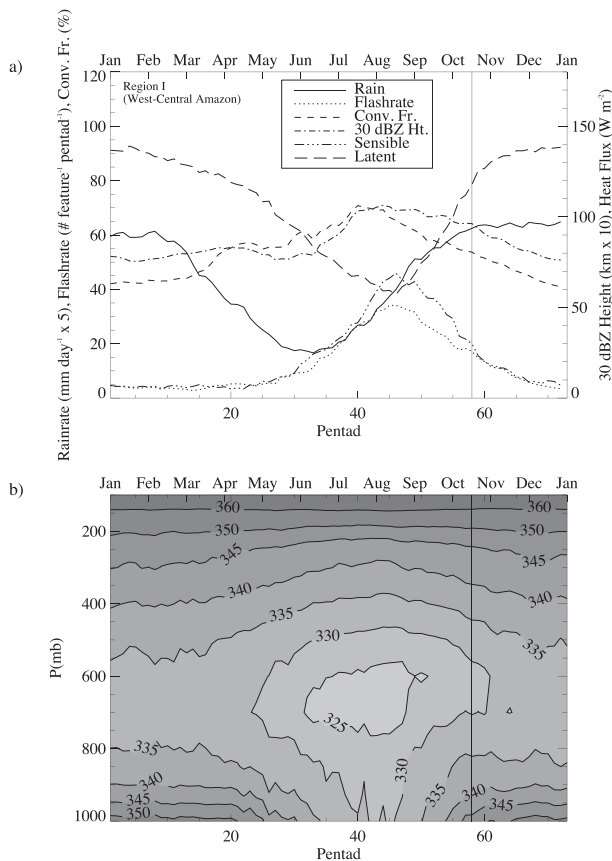 a)
Jan Feb Mar Apr May Jun Jul Aug Sep Oct Nov Dec Jan
Rainrate (mm day⁻¹ x 5), Flashrate (# feature⁻¹ pentad⁻¹), Conv. Fr. (%)
120
100
80
60
40
20
0
Region I
(West-Central Amazon)
Rain
Flashrate
Conv. Fr.
30 dBZ Ht.
Sensible
Latent
150
100
50
0
30 dBZ Height (km x 10), Heat Flux (W m⁻²)
20 40 60
Pentad
b)
Jan Feb Mar Apr May Jun Jul Aug Sep Oct Nov Dec Jan
P(mb)
200
400
600
800
1000
360 360
350 350
345 345
340 340
335 335
330
325
335 330
340 335 340
345 345
350
20 40 60
Pentad